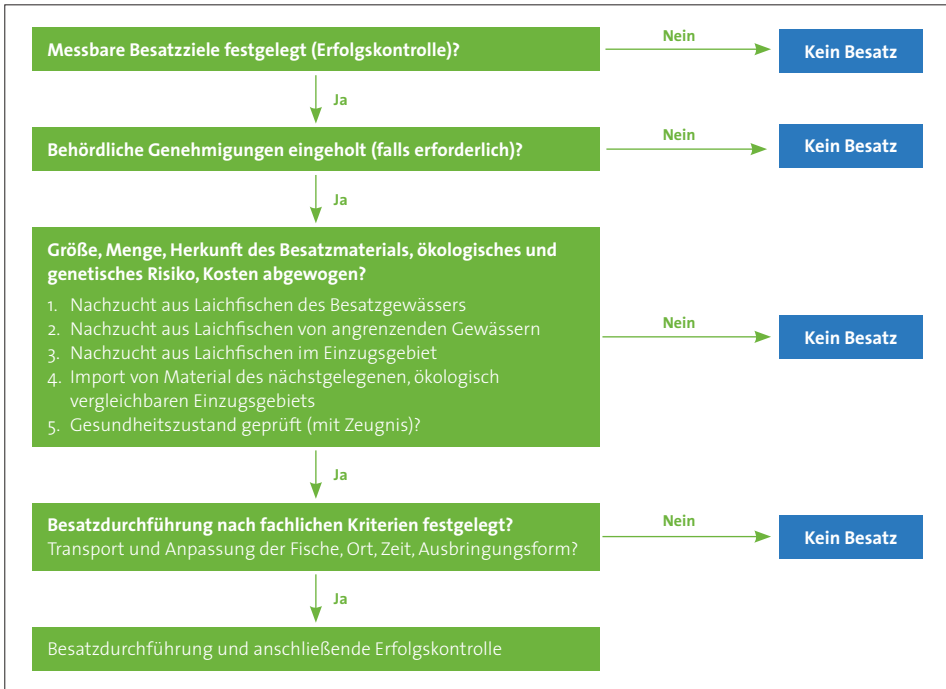 Messbare Besatzziele festgelegt (Erfolgskontrolle)?
Nein
Kein Besatz
Ja
Behördliche Genehmigungen eingeholt (falls erforderlich)?
Nein
Kein Besatz
Ja
Größe, Menge, Herkunft des Besatzmaterials, ökologisches und
genetisches Risiko, Kosten abgewogen?
1. Nachzucht aus Laichfischen des Besatzgewässers
2. Nachzucht aus Laichfischen von angrenzenden Gewässern
3. Nachzucht aus Laichfischen im Einzugsgebiet
4. Import von Material des nächstgelegenen, ökologisch
vergleichbaren Einzugsgebiets
5. Gesundheitszustand geprüft (mit Zeugnis)?
Nein
Kein Besatz
Ja
Besatzdurchführung nach fachlichen Kriterien festgelegt?
Transport und Anpassung der Fische, Ort, Zeit, Ausbringungsform?
Nein
Kein Besatz
Ja
Besatzdurchführung und anschließende Erfolgskontrolle